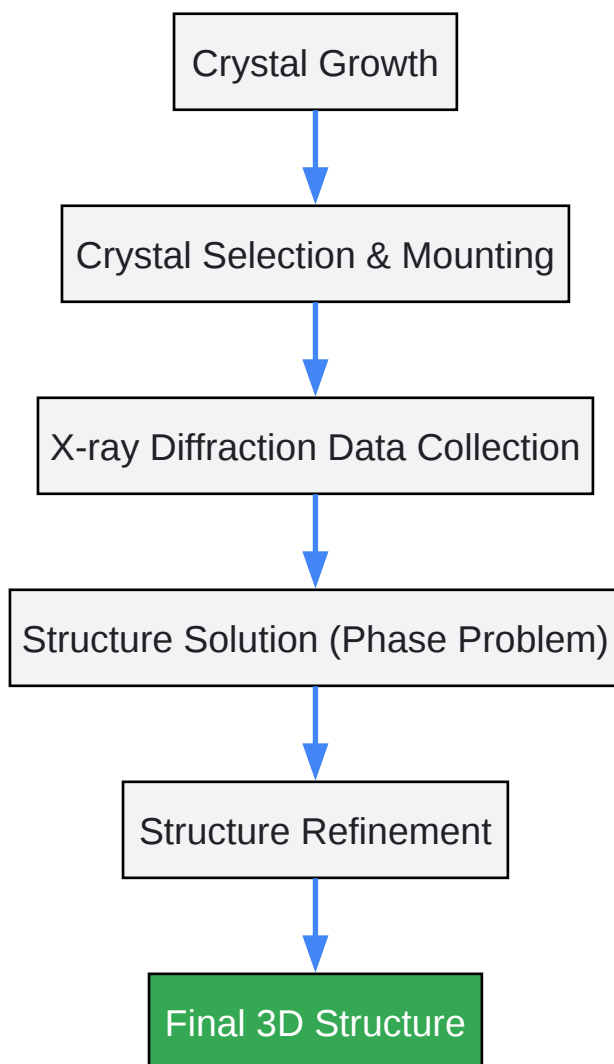 Crystal Growth
Crystal Selection & Mounting
X-ray Diffraction Data Collection
Structure Solution (Phase Problem)
Structure Refinement
Final 3D Structure